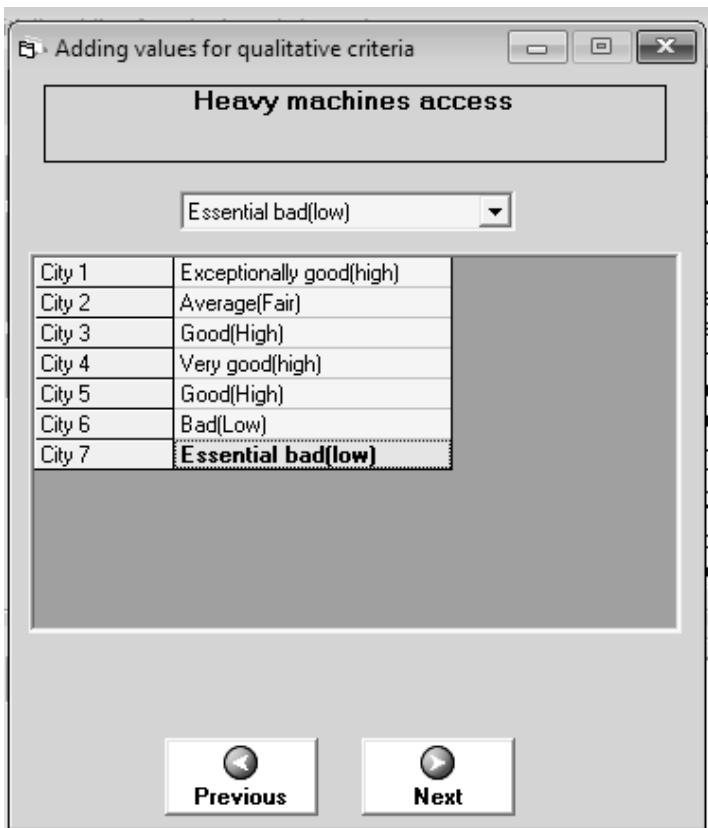 Adding values for qualitative criteria
Heavy machines access
Essential bad(low)
City 1 Exceptionally good(high)
City 2 Average(Fair)
City 3 Good(High)
City 4 Very good(high)
City 5 Good(High)
City 6 Bad(Low)
City 7 Essential bad(low)
Previous Next